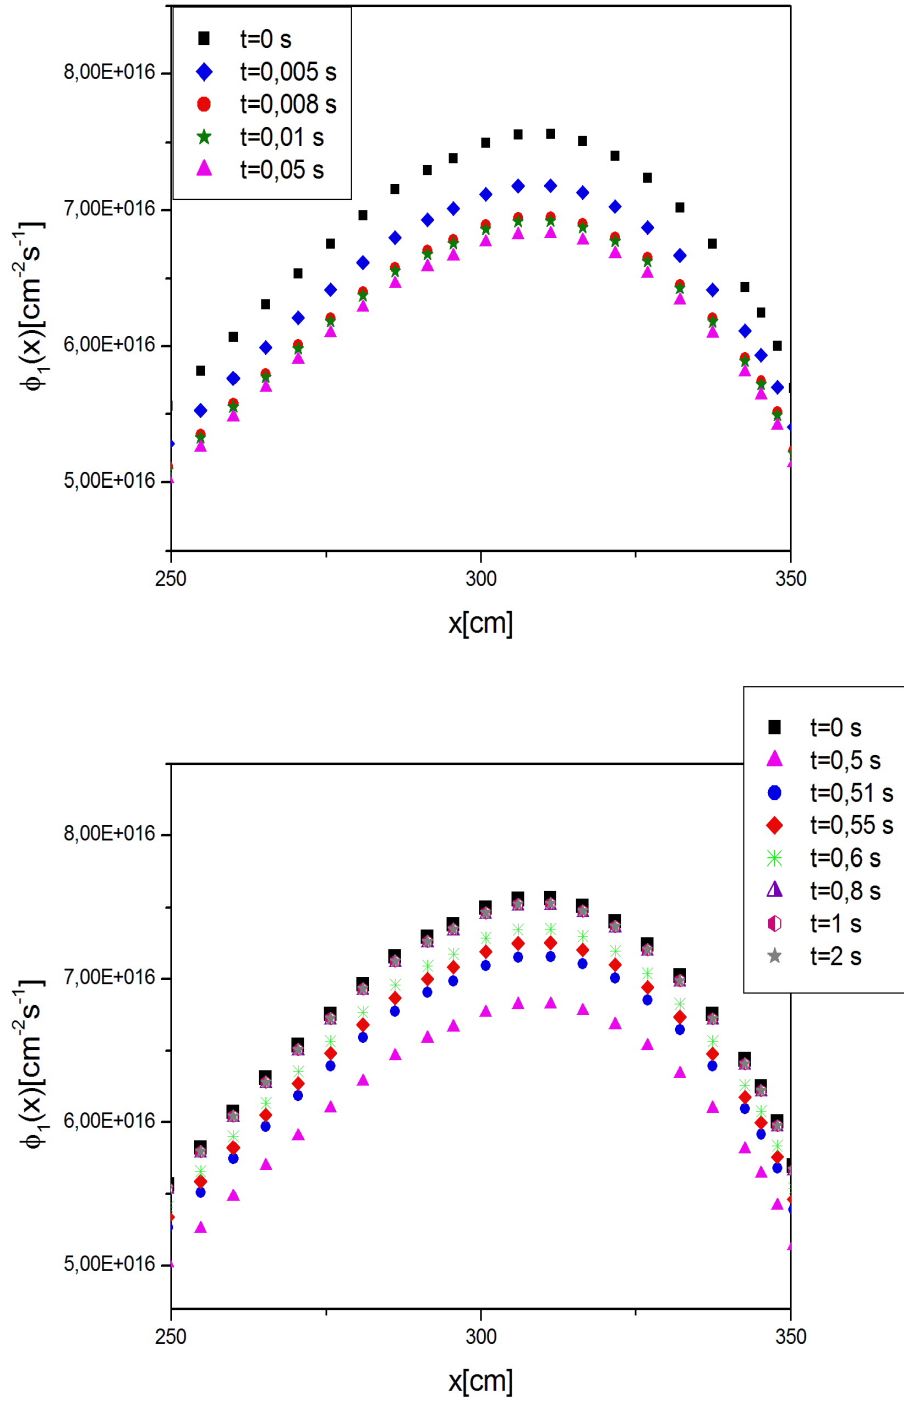 t=0 s
t=0,005 s
t=0,008 s
t=0,01 s
t=0,05 s
8,00E+016
7,00E+016
6,00E+016
5,00E+016
ϕ₁(x)[cm⁻²s⁻¹]
250
300
350
x[cm]
t=0 s
t=0,5 s
t=0,51 s
t=0,55 s
t=0,6 s
t=0,8 s
t=1 s
t=2 s
8,00E+016
7,00E+016
6,00E+016
5,00E+016
ϕ₁(x)[cm⁻²s⁻¹]
250
300
350
x[cm]